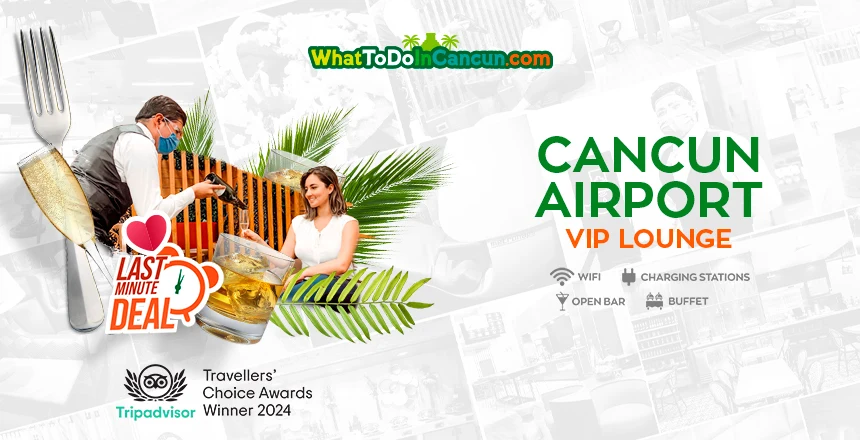 WhatToDoInCancun.com
CANCUN
AIRPORT
VIP LOUNGE
WIFI
CHARGING STATIONS
OPEN BAR
BUFFET
LAST
MINUTE
DEAL
Tripadvisor
Travellers'
Choice Awards
Winner 2024